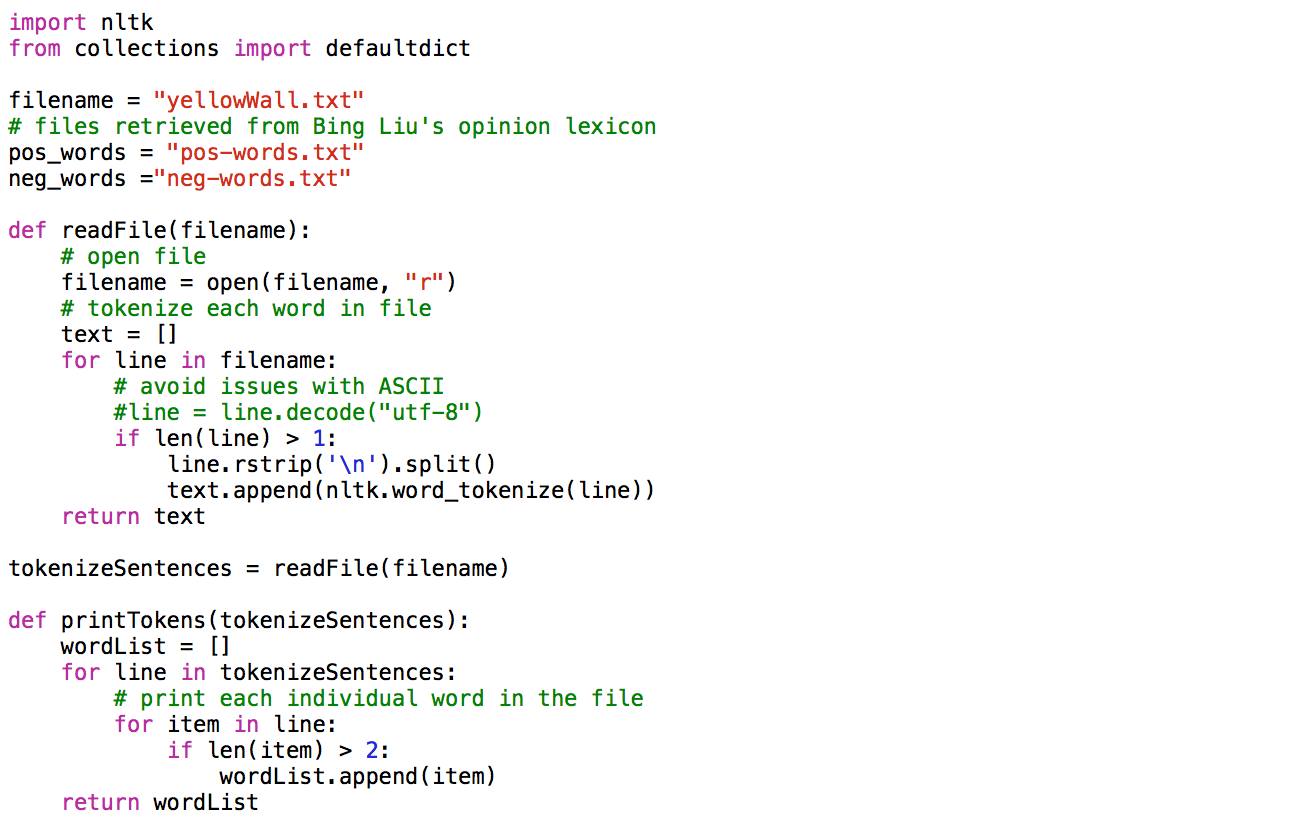 import nltk
from collections import defaultdict

filename = "yellowWall.txt"
# files retrieved from Bing Liu's opinion lexicon
pos_words = "pos-words.txt"
neg_words ="neg-words.txt"

def readFile(filename):
    # open file
    filename = open(filename, "r")
    # tokenize each word in file
    text = []
    for line in filename:
        # avoid issues with ASCII
        #line = line.decode("utf-8")
        if len(line) > 1:
            line.rstrip('\n').split()
            text.append(nltk.word_tokenize(line))
    return text

tokenizeSentences = readFile(filename)

def printTokens(tokenizeSentences):
    wordList = []
    for line in tokenizeSentences:
        # print each individual word in the file
        for item in line:
            if len(item) > 2:
                wordList.append(item)
    return wordList